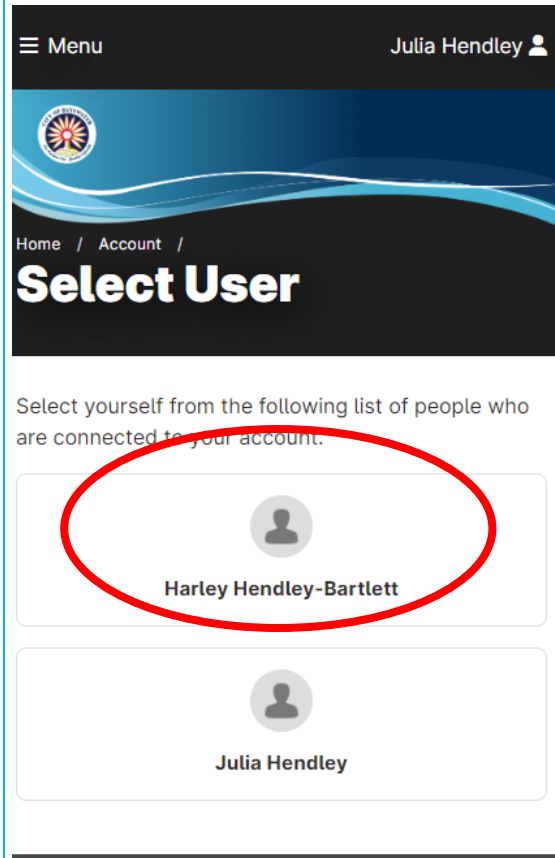 Menu
Julia Hendley
Home / Account /
Select User
Select yourself from the following list of people who
are connected to your account.
Harley Hendley-Bartlett
Julia Hendley